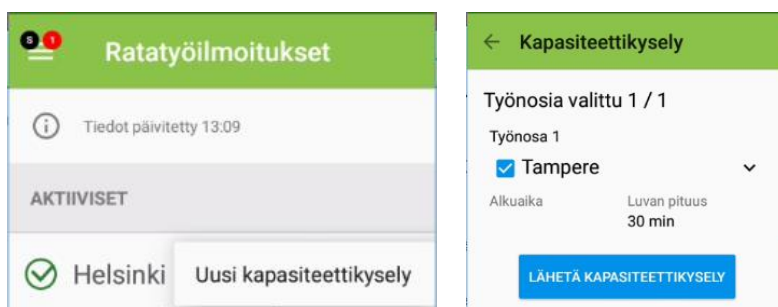 S 1
Ratatyöilmoitukset
Tiedot päivitetty 13:09
AKTIIVISET
Helsinki
Uusi kapasiteettikysely
Kapasiteettikysely
Työnosia valittu 1 / 1
Työnosa 1
Tampere
Alkuaika Luvan pituus
30 min
LÄHETÄ KAPASITEETTIKYSELY